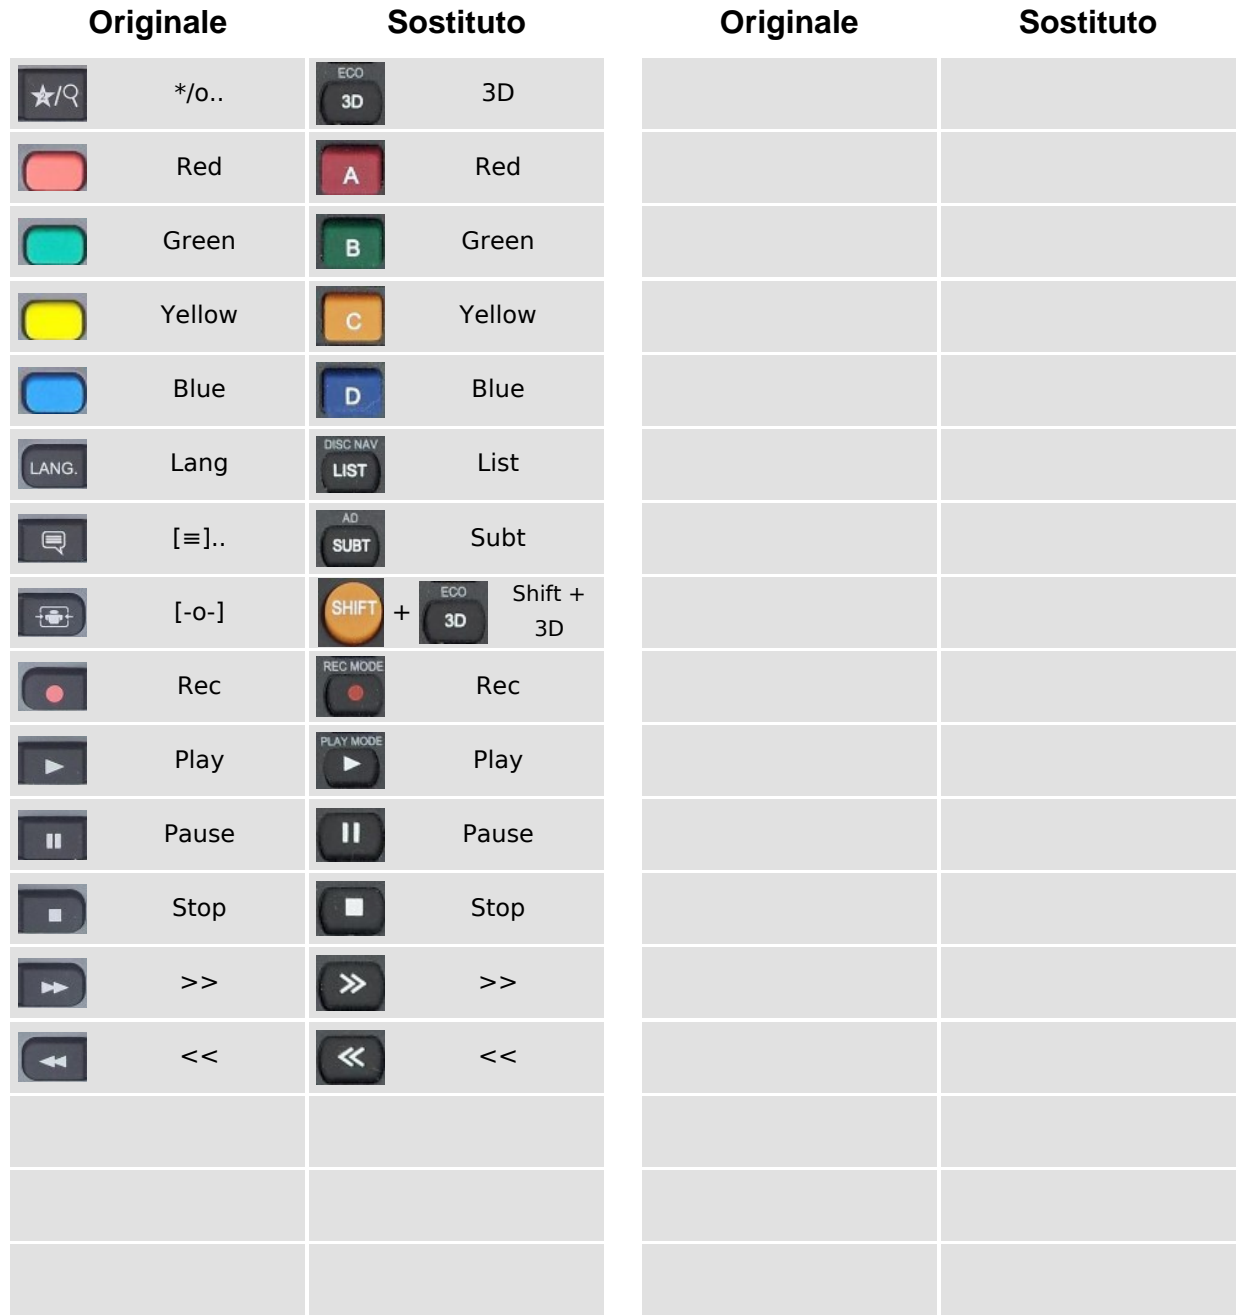 Originale Sostituto Originale Sostituto
★/ */o.. ECO 3D 3D
Red A Red
Green B Green
Yellow C Yellow
Blue D Blue
LANG. Lang DISC NAV LIST List
[≡].. AD SUBT Subt
[-o-] SHIFT + ECO 3D Shift + 3D
Rec REC MODE Rec
Play PLAY MODE Play
Pause Pause
Stop Stop
>> >>
<< <<